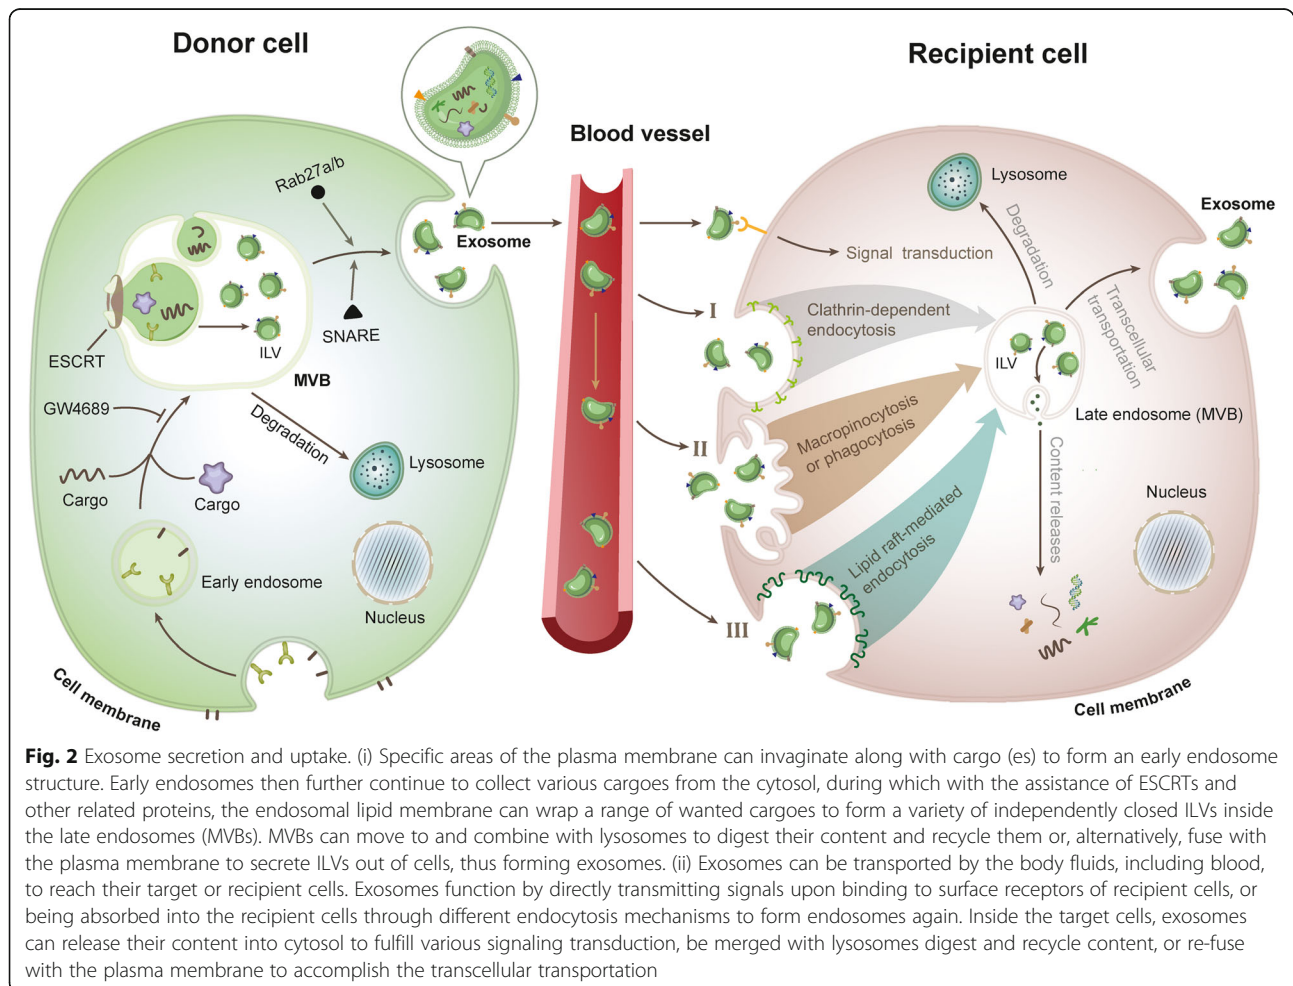 Donor cell
Recipient cell
Blood vessel
Rab27a/b
Exosome
SNARE
ESCRT
ILV
MVB
GW4689
Degradation
Lysosome
Cargo
Cargo
Early endosome
Nucleus
Cell membrane
Lysosome
Degradation
Exosome
Signal transduction
Transcellular
transportation
I
Clathrin-dependent
endocytosis
ILV
Late endosome (MVB)
II
Macropinocytosis
or phagocytosis
Content releases
Nucleus
III
Lipid raft-mediated
endocytosis
Cell membrane
Fig. 2 Exosome secretion and uptake. (i) Specific areas of the plasma membrane can invaginate along with cargo (es) to form an early endosome
structure. Early endosomes then further continue to collect various cargoes from the cytosol, during which with the assistance of ESCRTs and
other related proteins, the endosomal lipid membrane can wrap a range of wanted cargoes to form a variety of independently closed ILVs inside
the late endosomes (MVBs). MVBs can move to and combine with lysosomes to digest their content and recycle them or, alternatively, fuse with
the plasma membrane to secrete ILVs out of cells, thus forming exosomes. (ii) Exosomes can be transported by the body fluids, including blood,
to reach their target or recipient cells. Exosomes function by directly transmitting signals upon binding to surface receptors of recipient cells, or
being absorbed into the recipient cells through different endocytosis mechanisms to form endosomes again. Inside the target cells, exosomes
can release their content into cytosol to fulfill various signaling transduction, be merged with lysosomes digest and recycle content, or re-fuse
with the plasma membrane to accomplish the transcellular transportation